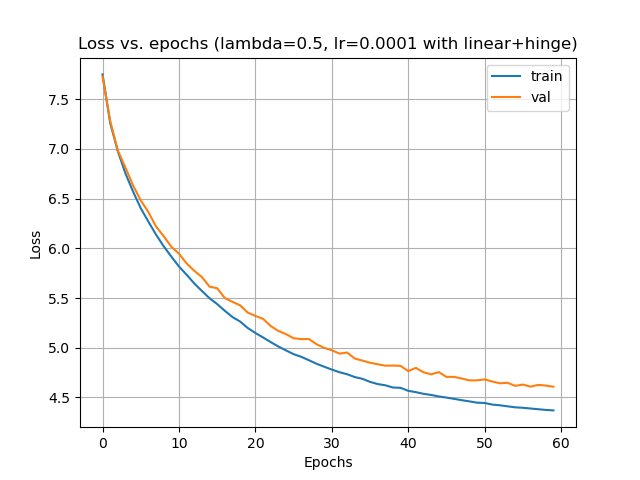 Loss vs. epochs (lambda=0.5, lr=0.0001 with linear+hinge)
train
val
7.5
7.0
6.5
6.0
5.5
5.0
4.5
Loss
0 10 20 30 40 50 60
Epochs